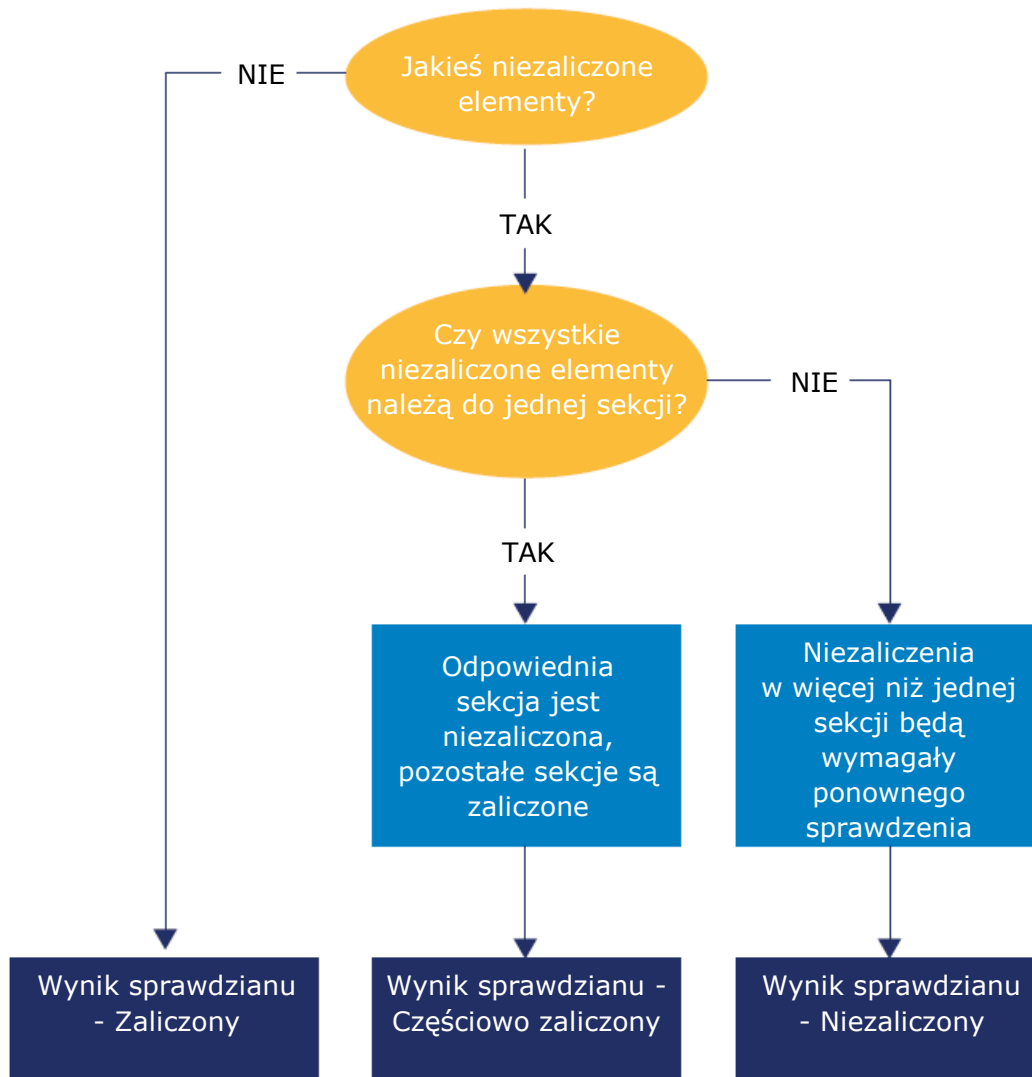 Jakieś niezaliczone
elementy?
NIE
TAK
Czy wszystkie
niezaliczone elementy
należą do jednej sekcji?
NIE
TAK
Odpowiednia
sekcja jest
niezaliczona,
pozostałe sekcje są
zaliczone
Niezaliczenia
w więcej niż jednej
sekcji będą
wymagały
ponownego
sprawdzenia
Wynik sprawdzianu
- Zaliczony
Wynik sprawdzianu -
Częściowo zaliczony
Wynik sprawdzianu
- Niezaliczony